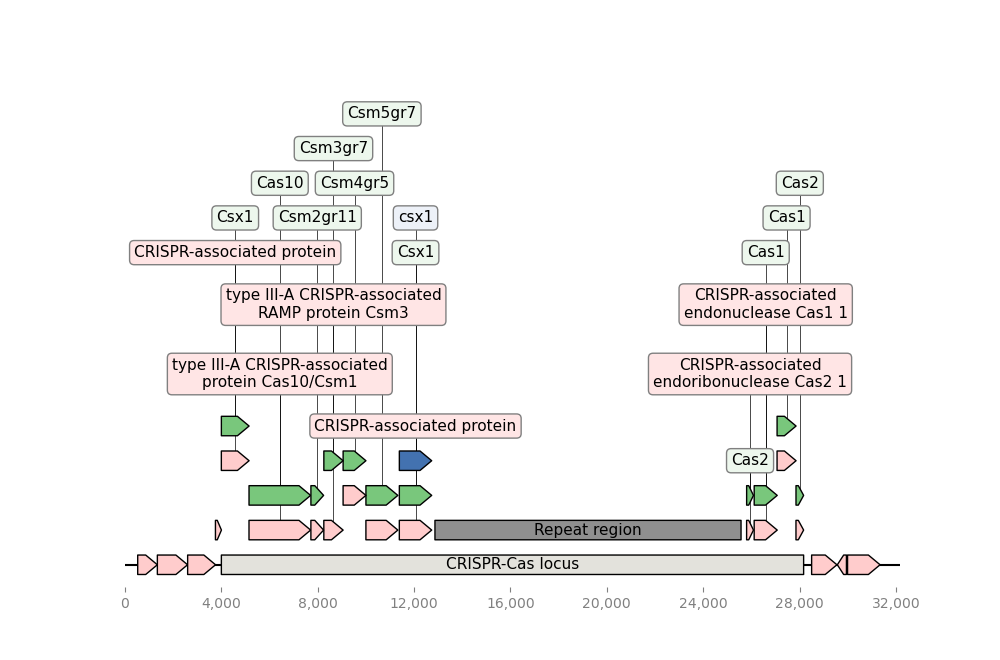 Csm5gr7
Csm3gr7
Cas10
Csm4gr5
Cas2
Csx1
Csm2gr11
csx1
Cas1
CRISPR-associated protein
Csx1
Cas1
type III-A CRISPR-associated
RAMP protein Csm3
CRISPR-associated
endonuclease Cas1 1
type III-A CRISPR-associated
protein Cas10/Csm1
CRISPR-associated
endoribonuclease Cas2 1
CRISPR-associated protein
Cas2
Repeat region
CRISPR-Cas locus
0
4,000
8,000
12,000
16,000
20,000
24,000
28,000
32,000